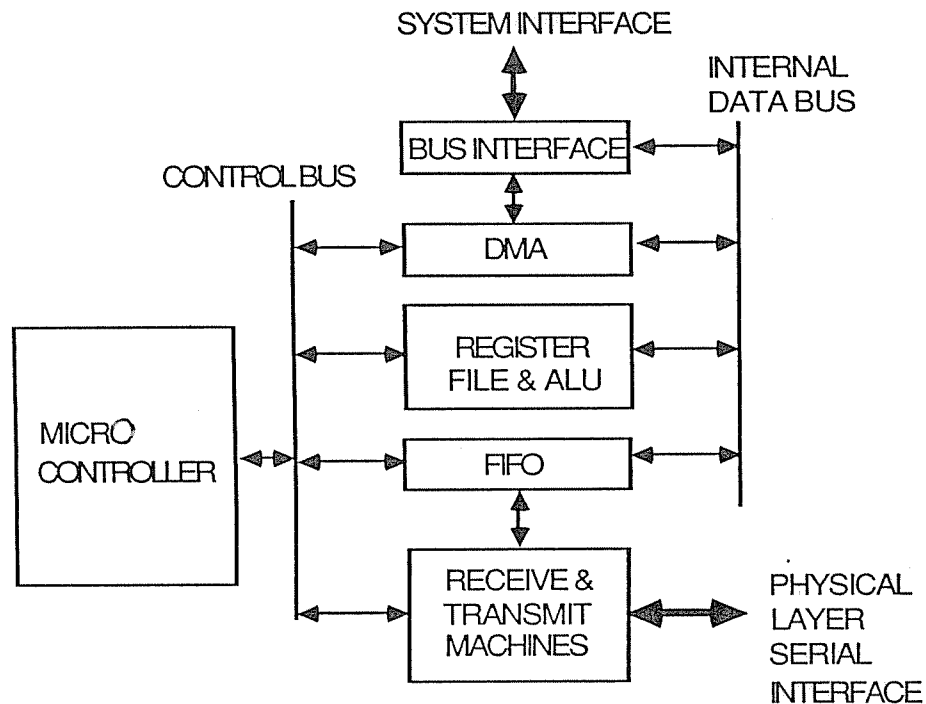 SYSTEM INTERFACE
INTERNAL
DATA BUS
BUS INTERFACE
CONTROL BUS
DMA
REGISTER
FILE & ALU
MICRO
CONTROLLER
FIFO
RECEIVE &
TRANSMIT
MACHINES
PHYSICAL
LAYER
SERIAL
INTERFACE